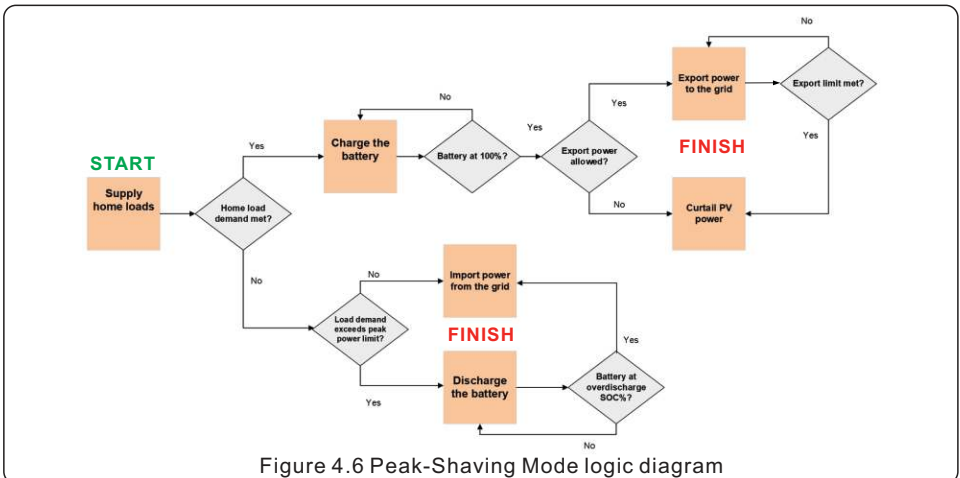 START
Supply
home loads
Home load
demand met?
Yes
No
Charge the
battery
No
Battery at 100%?
Yes
Export power
allowed?
Yes
No
Export power
to the grid
No
Export limit met?
Yes
FINISH
Curtail PV
power
Load demand
exceeds peak
power limit?
No
Yes
Import power
from the grid
FINISH
Discharge
the battery
Battery at
overdischarge
SOC%?
Yes
No
Figure 4.6 Peak-Shaving Mode logic diagram